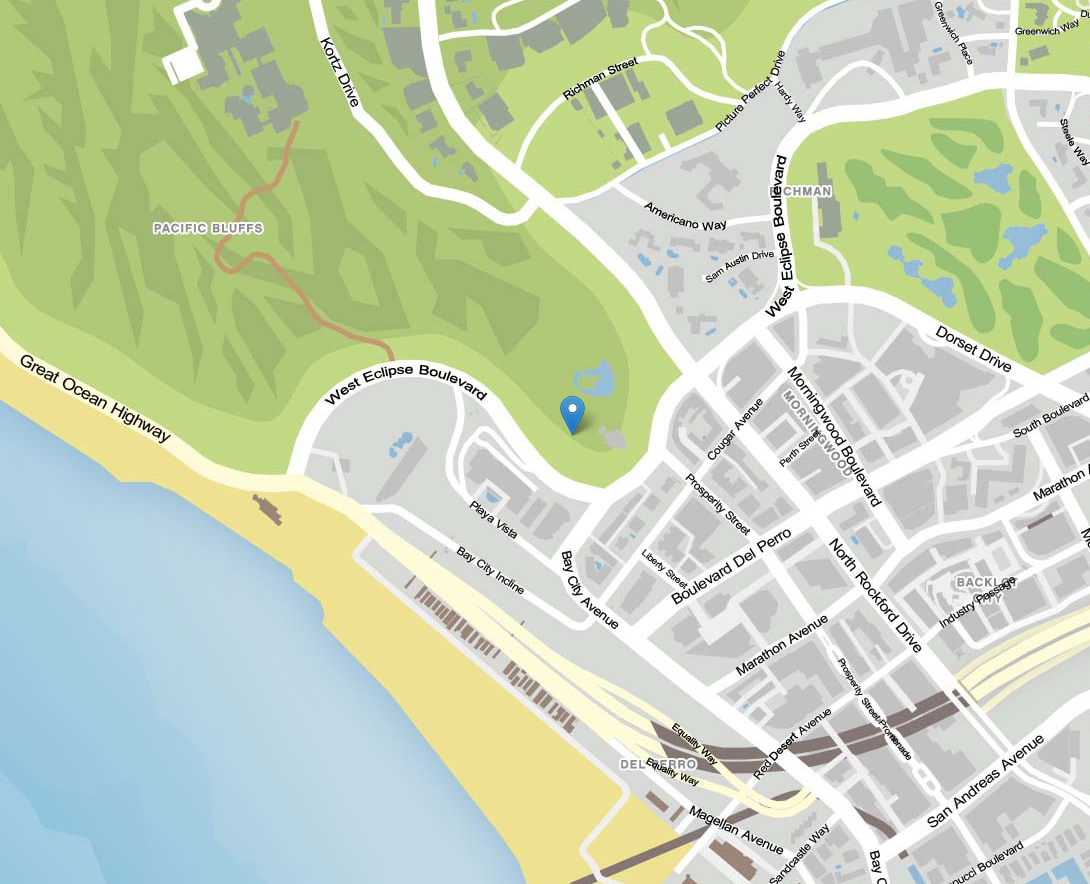 Greenwich Place
Greenwich Way
Kortz Drive
Richman Street
Picture Perfect Drive
Hardy Way
Steele Way
PACIFIC BLUFFS
RICHMAN
Americano Way
West Eclipse Boulevard
Sam Austin Drive
Great Ocean Highway
West Eclipse Boulevard
Dorset Drive
Morningwood Boulevard
MORNINGWOOD
Cougar Avenue
Perth Street
South Boulevard
Marathon A
Prosperity Street
Playa Vista
Boulevard Del Perro
North Rockford Drive
Bay City Incline
Bay City Avenue
Liberty Street
Industry Passage
Marathon Avenue
Prosperity Street Promenade
Equality Way
Red Desert Avenue
DEL PERRO
Equality Way
San Andreas Avenue
Magellan Avenue
Sandcastle Way
Bay C
nucci Boulevard